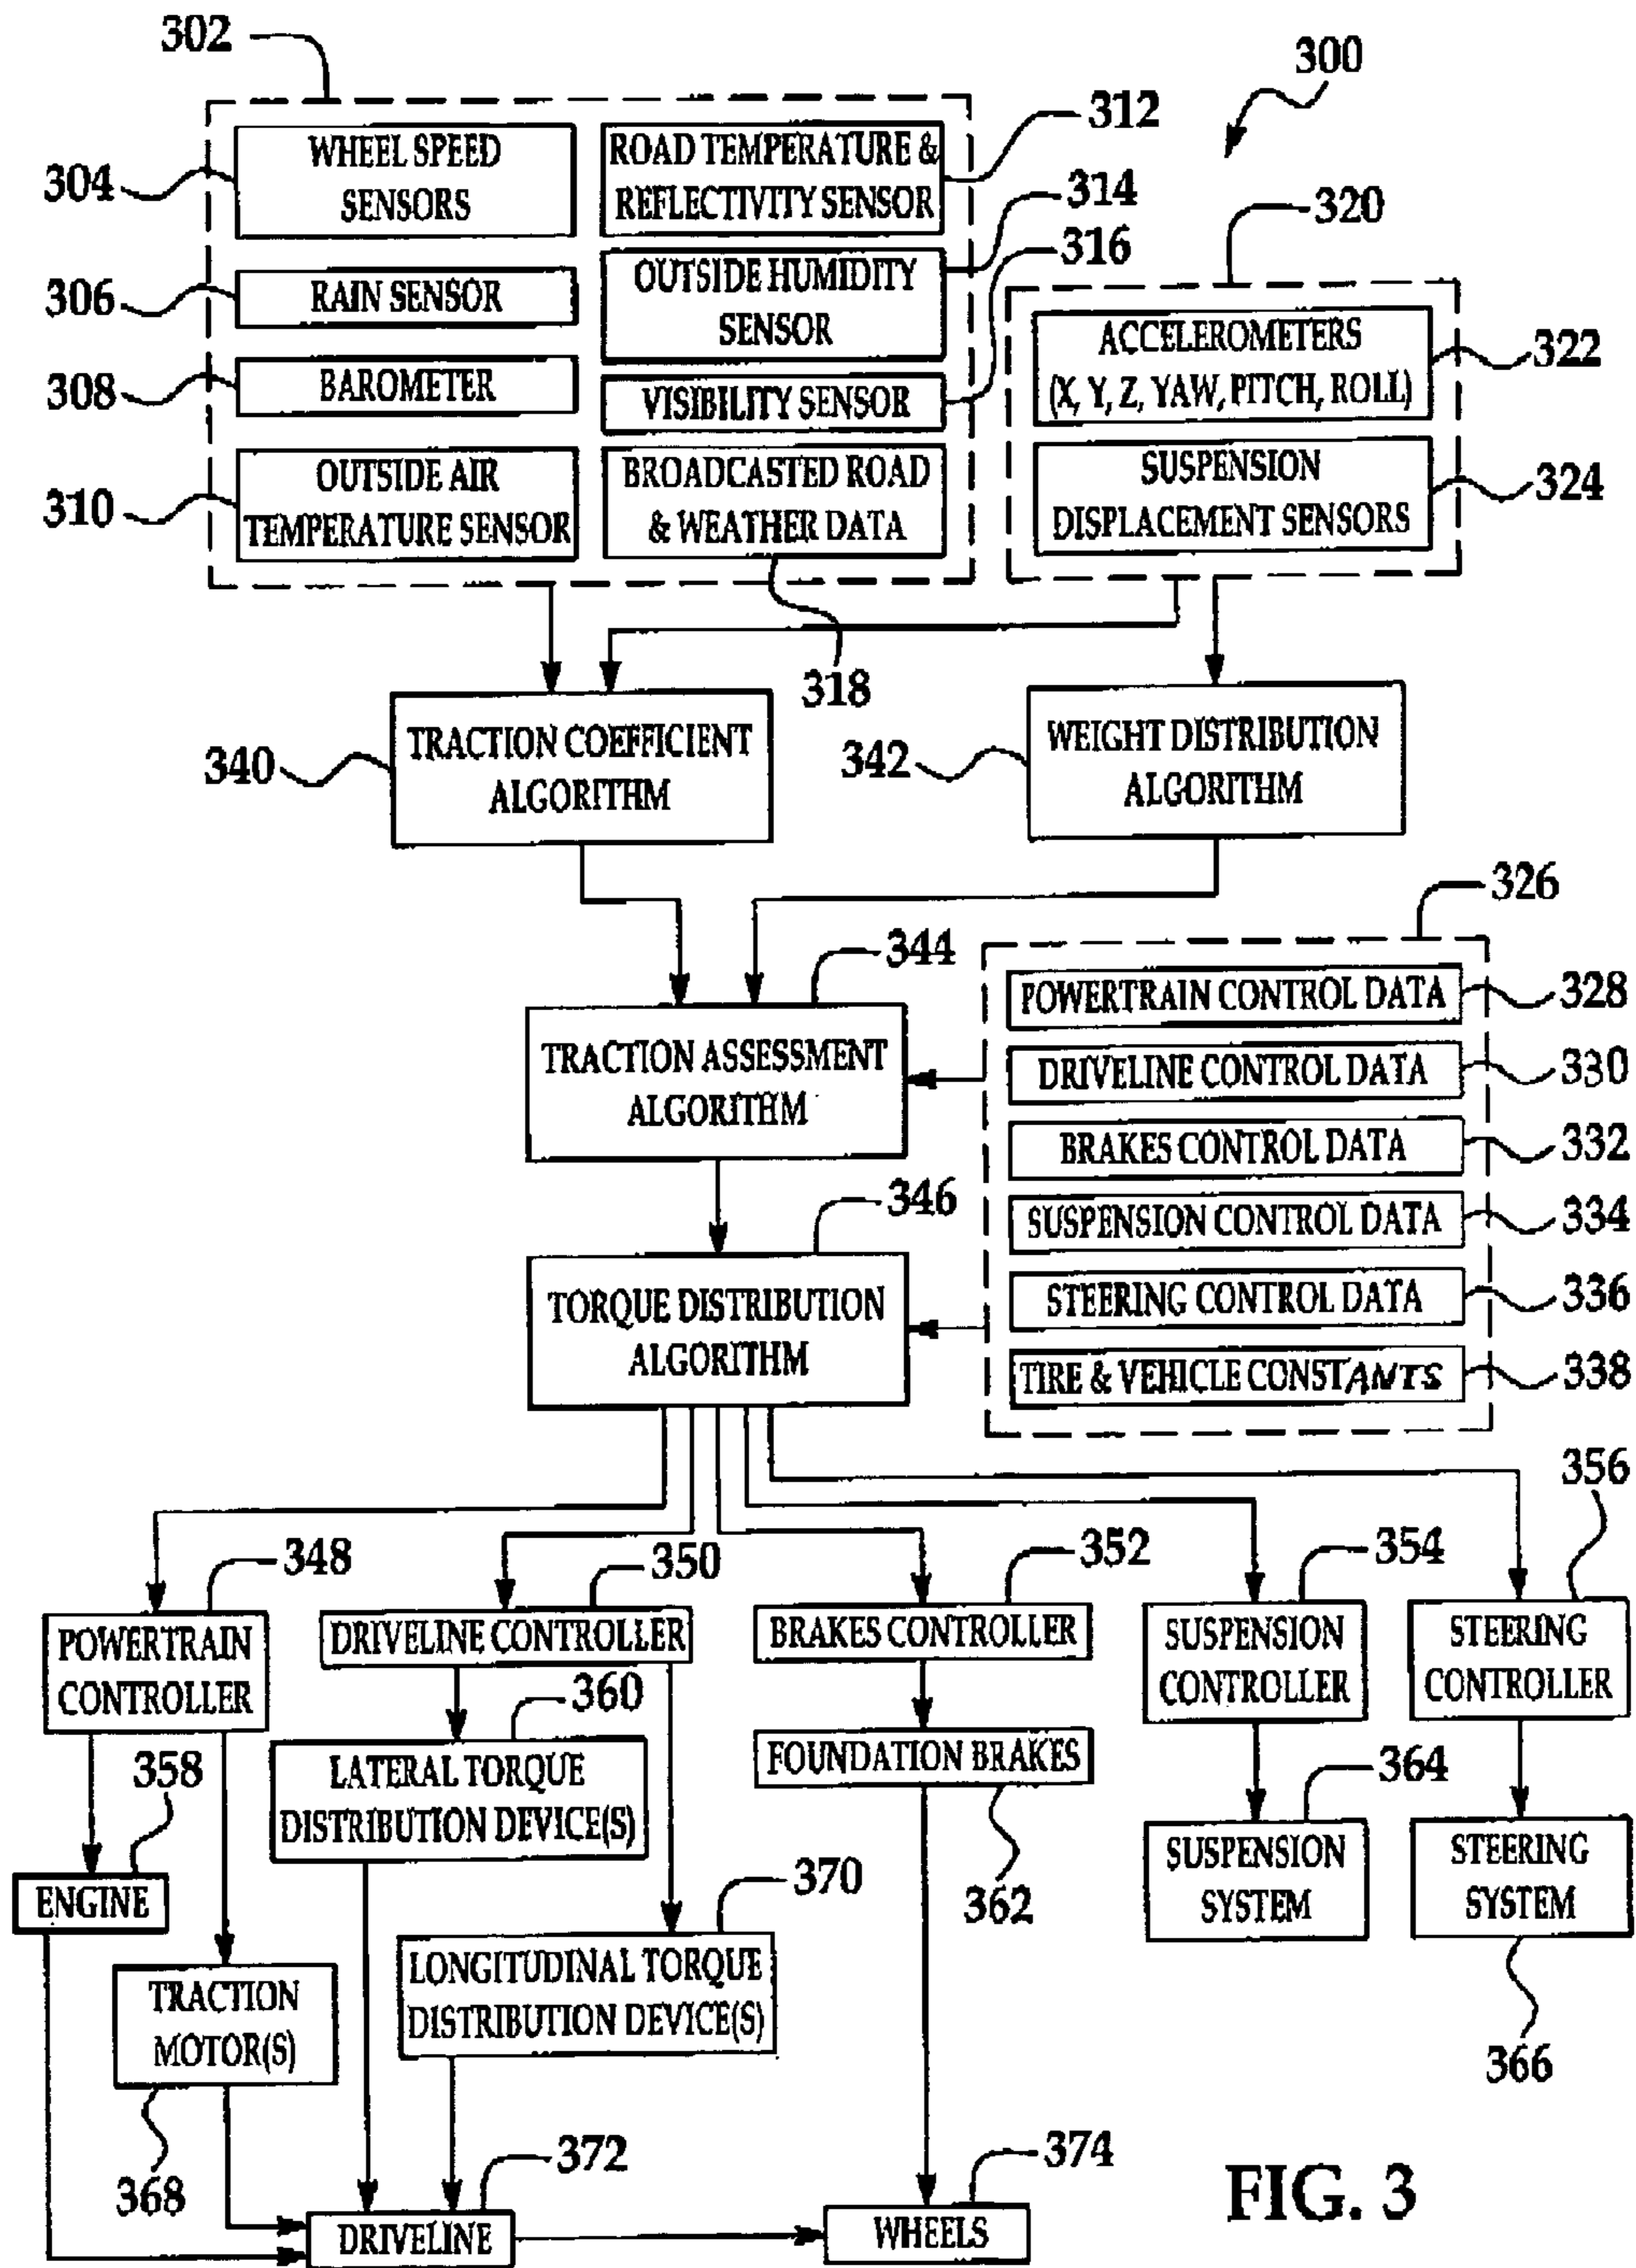 302
300
WHEEL SPEED
SENSORS
304
ROAD TEMPERATURE &
REFLECTIVITY SENSOR
312
RAIN SENSOR
306
OUTSIDE HUMIDITY
SENSOR
314
BAROMETER
308
VISIBILITY SENSOR
316
OUTSIDE AIR
TEMPERATURE SENSOR
310
BROADCASTED ROAD
& WEATHER DATA
318
320
ACCELEROMETERS
(X, Y, Z, YAW, PITCH, ROLL)
322
SUSPENSION
DISPLACEMENT SENSORS
324
TRACTION COEFFICIENT
ALGORITHM
340
WEIGHT DISTRIBUTION
ALGORITHM
342
326
344
TRACTION ASSESSMENT
ALGORITHM
POWERTRAIN CONTROL DATA
328
DRIVELINE CONTROL DATA
330
BRAKES CONTROL DATA
332
346
TORQUE DISTRIBUTION
ALGORITHM
SUSPENSION CONTROL DATA
334
STEERING CONTROL DATA
336
TIRE & VEHICLE CONSTANTS
338
348
POWERTRAIN
CONTROLLER
350
DRIVELINE CONTROLLER
352
BRAKES CONTROLLER
354
SUSPENSION
CONTROLLER
356
STEERING
CONTROLLER
358
ENGINE
360
LATERAL TORQUE
DISTRIBUTION DEVICE(S)
FOUNDATION BRAKES
362
364
SUSPENSION
SYSTEM
STEERING
SYSTEM
366
TRACTION
MOTOR(S)
368
370
LONGITUDINAL TORQUE
DISTRIBUTION DEVICE(S)
372
DRIVELINE
374
WHEELS
FIG. 3